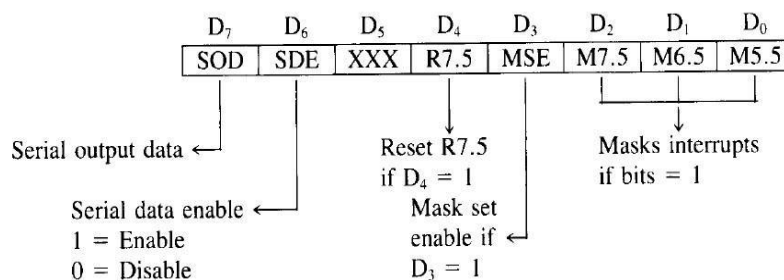 D₇ D₆ D₅ D₄ D₃ D₂ D₁ D₀
SOD SDE XXX R7.5 MSE M7.5 M6.5 M5.5
Serial output data
Serial data enable
1 = Enable
0 = Disable
Reset R7.5
if D₄ = 1
Mask set
enable if
D₃ = 1
Masks interrupts
if bits = 1